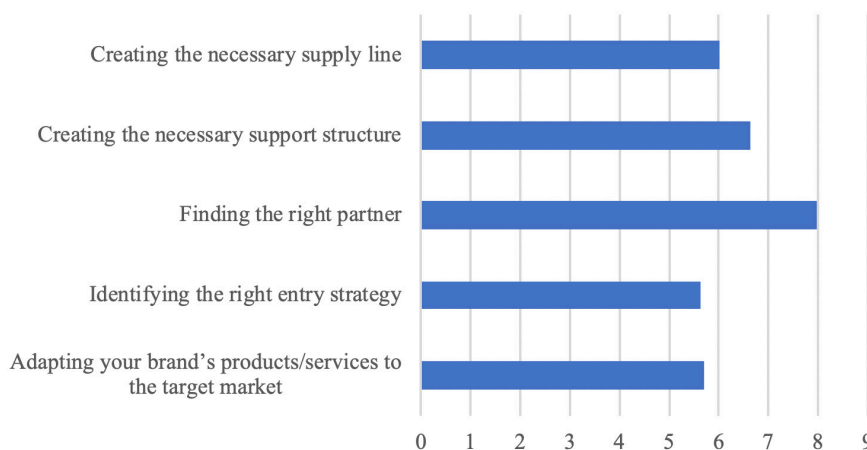 Creating the necessary supply line
Creating the necessary support structure
Finding the right partner
Identifying the right entry strategy
Adapting your brand’s products/services to
the target market
0 1 2 3 4 5 6 7 8 9